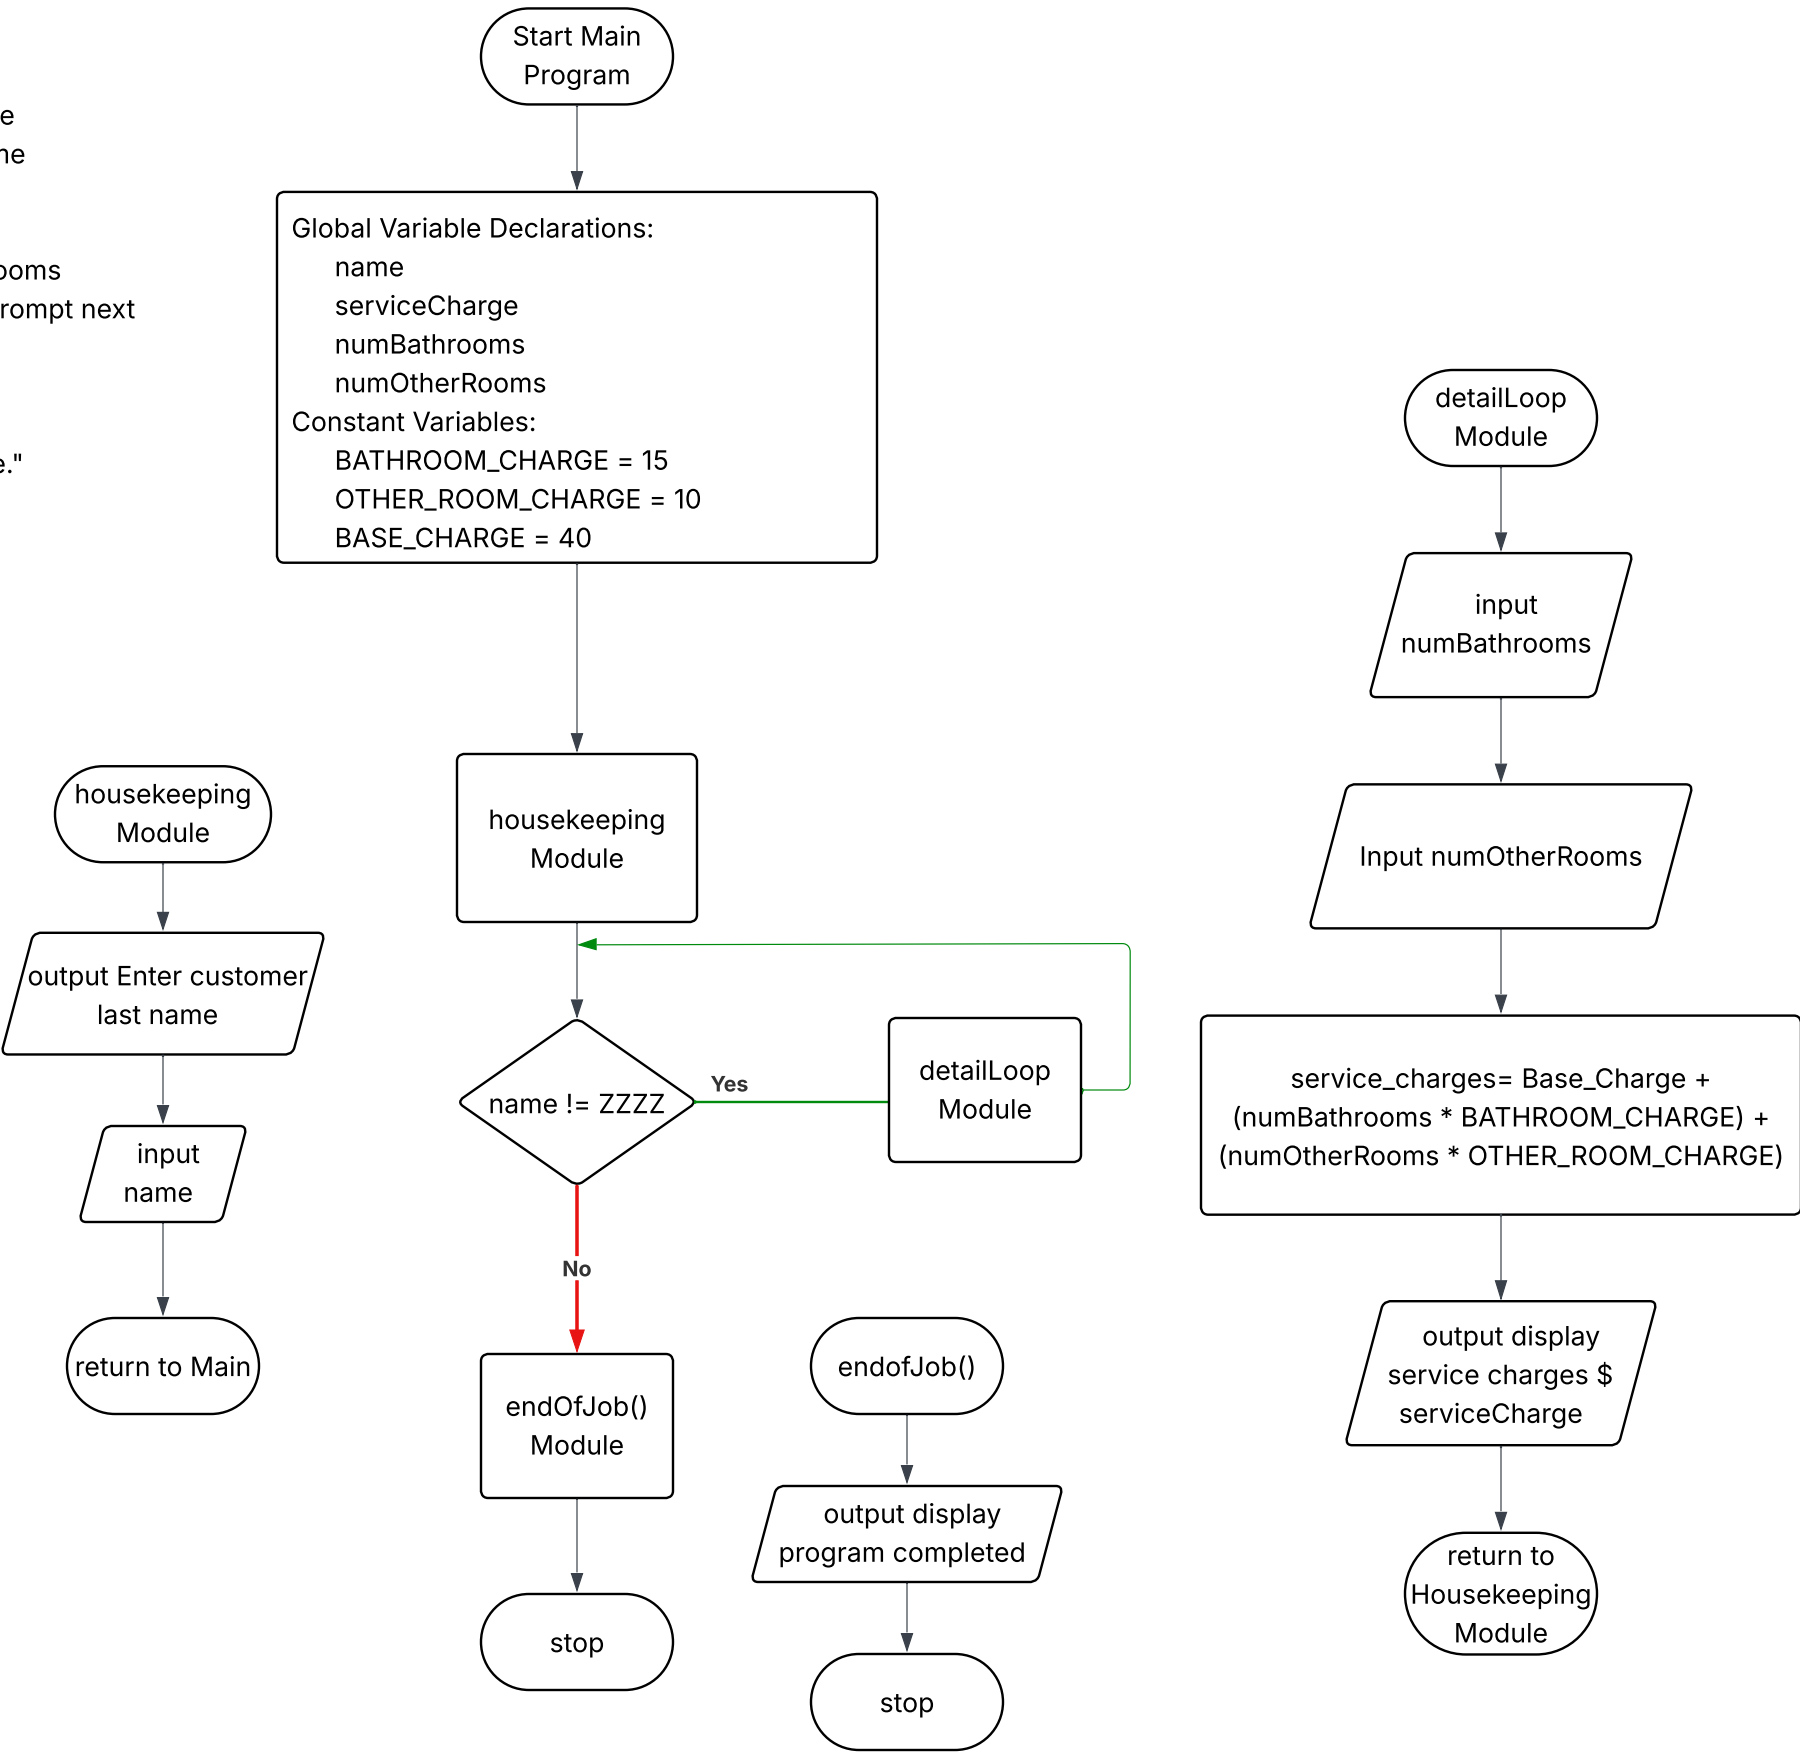 Start Main
Program
me
ooms
rompt next
e."
Global Variable Declarations:
name
serviceCharge
numBathrooms
numOtherRooms
Constant Variables:
BATHROOM_CHARGE = 15
OTHER_ROOM_CHARGE = 10
BASE_CHARGE = 40
housekeeping
Module
name != ZZZZ
Yes
detailLoop
Module
No
endOfJob()
Module
stop
housekeeping
Module
output Enter customer
last name
input
name
return to Main
endofJob()
output display
program completed
stop
detailLoop
Module
input
numBathrooms
Input numOtherRooms
service_charges= Base_Charge +
(numBathrooms * BATHROOM_CHARGE) +
(numOtherRooms * OTHER_ROOM_CHARGE)
output display
service charges $
serviceCharge
return to
Housekeeping
Module